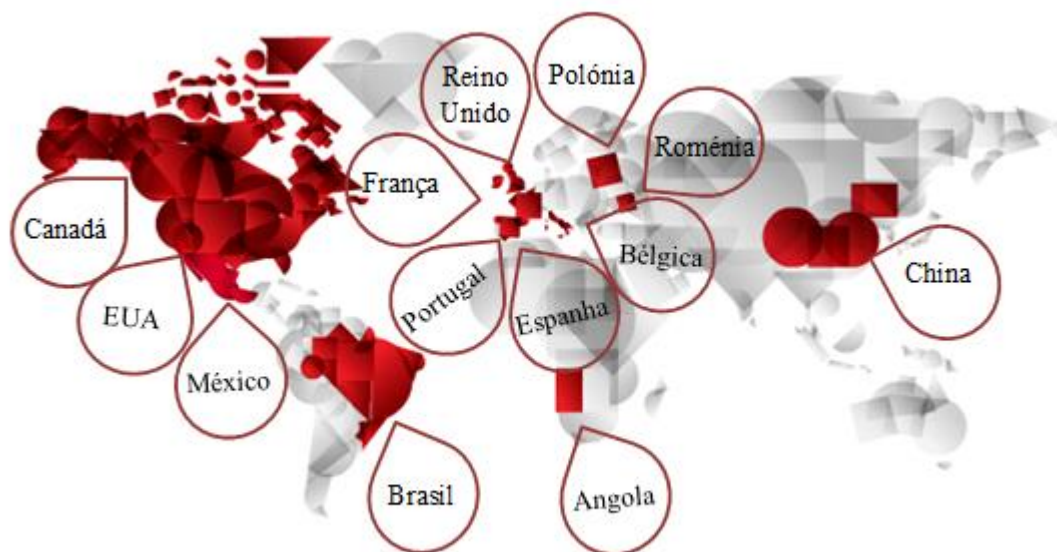 Reino
Unido
Polónia
Roménia
França
Canadá
Bélgica
China
Portugal
Espanha
EUA
México
Brasil
Angola